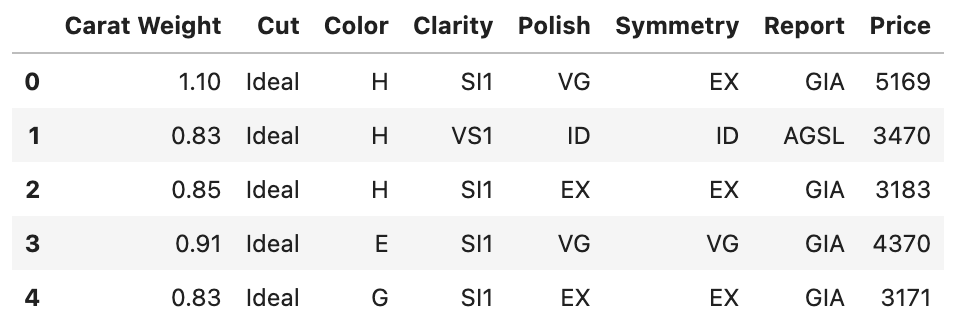 Carat Weight Cut Color Clarity Polish Symmetry Report Price
0 1.10 Ideal H SI1 VG EX GIA 5169
1 0.83 Ideal H VS1 ID ID AGSL 3470
2 0.85 Ideal H SI1 EX EX GIA 3183
3 0.91 Ideal E SI1 VG VG GIA 4370
4 0.83 Ideal G SI1 EX EX GIA 3171